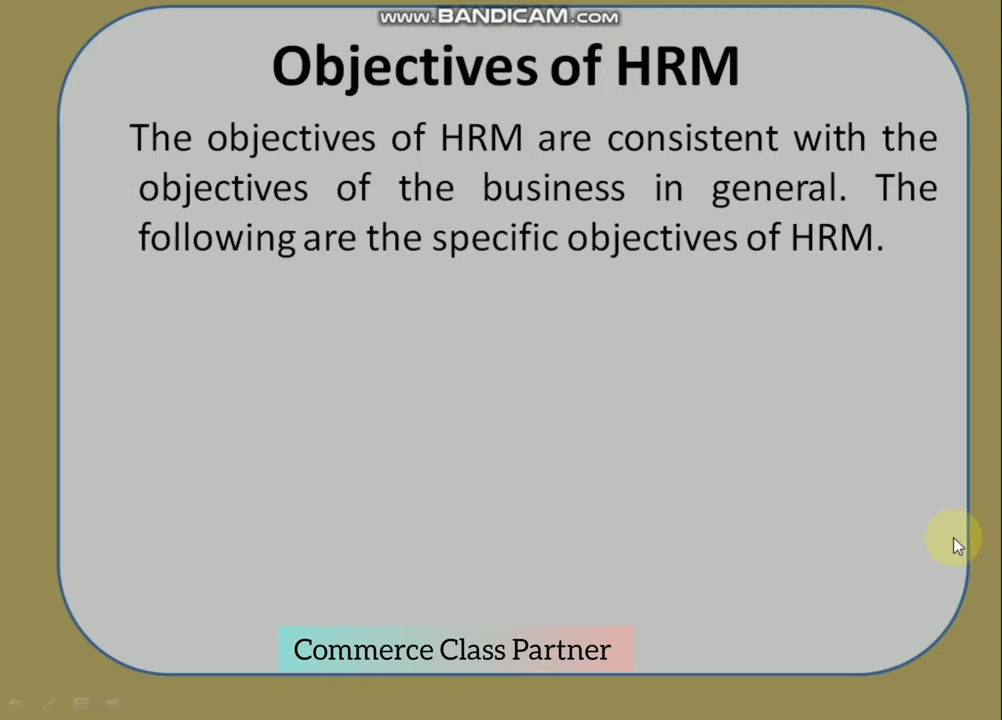 www.BANDICAM.com
Objectives of HRM
The objectives of HRM are consistent with the
objectives of the business in general. The
following are the specific objectives of HRM.
Commerce Class Partner